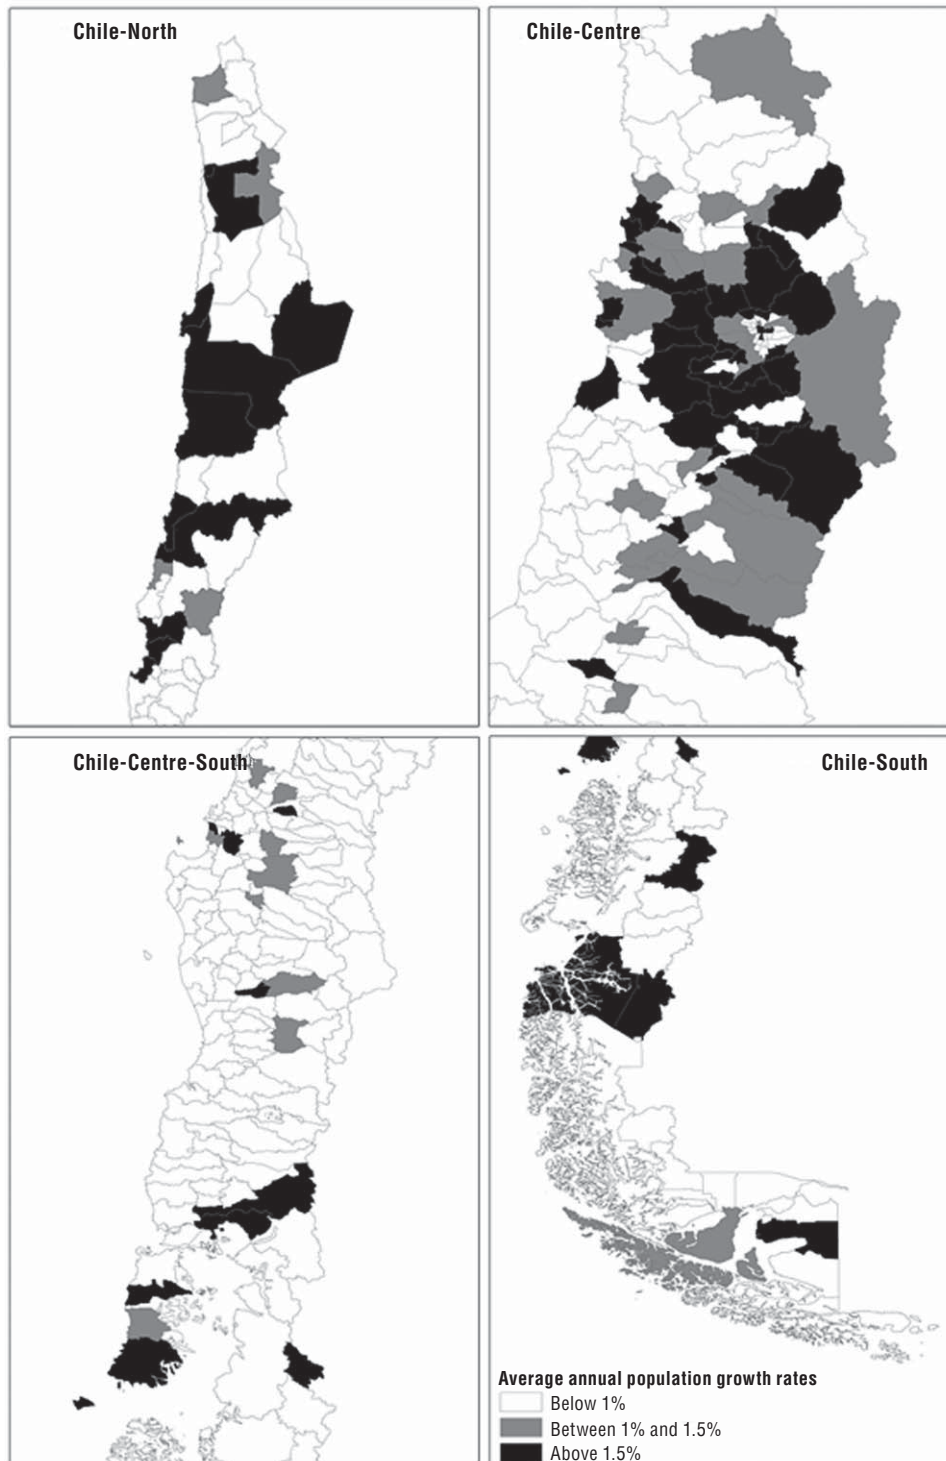 Chile-North
Chile-Centre
Chile-Centre-South
Chile-South
Average annual population growth rates
Below 1%
Between 1% and 1.5%
Above 1.5%